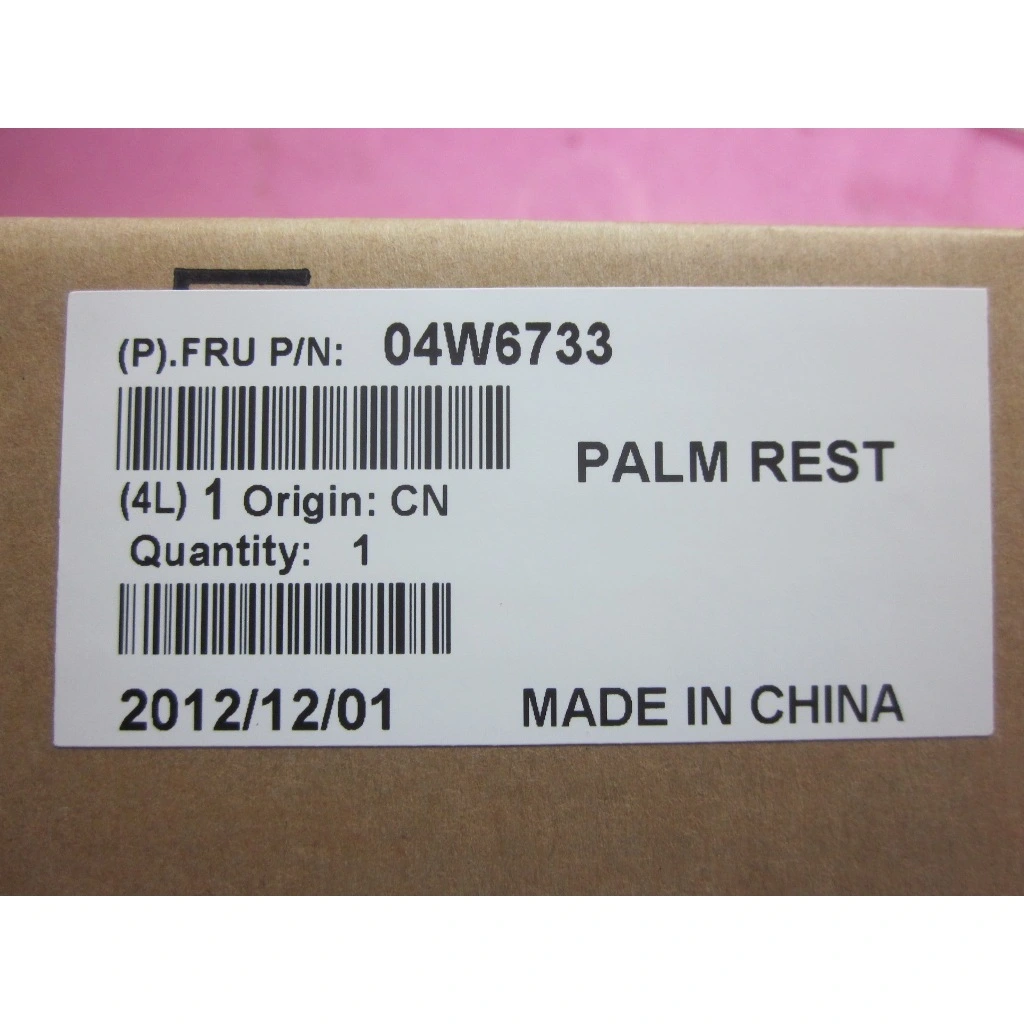 (P).FRU P/N: 04W6733
PALM REST
(4L) 1 Origin: CN
Quantity: 1
2012/12/01
MADE IN CHINA